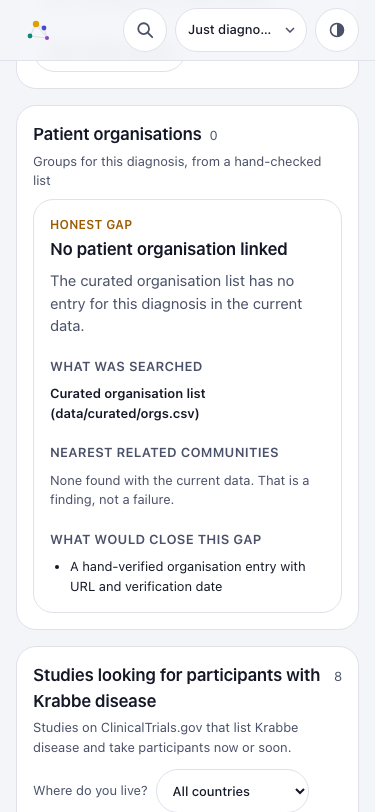 Just diagno...
Patient organisations 0
Groups for this diagnosis, from a hand-checked
list
HONEST GAP
No patient organisation linked
The curated organisation list has no
entry for this diagnosis in the current
data.
WHAT WAS SEARCHED
Curated organisation list
(data/curated/orgs.csv)
NEAREST RELATED COMMUNITIES
None found with the current data. That is a
finding, not a failure.
WHAT WOULD CLOSE THIS GAP
• A hand-verified organisation entry with
URL and verification date
Studies looking for participants with 8
Krabbe disease
Studies on ClinicalTrials.gov that list Krabbe
disease and take participants now or soon.
Where do you live? All countries